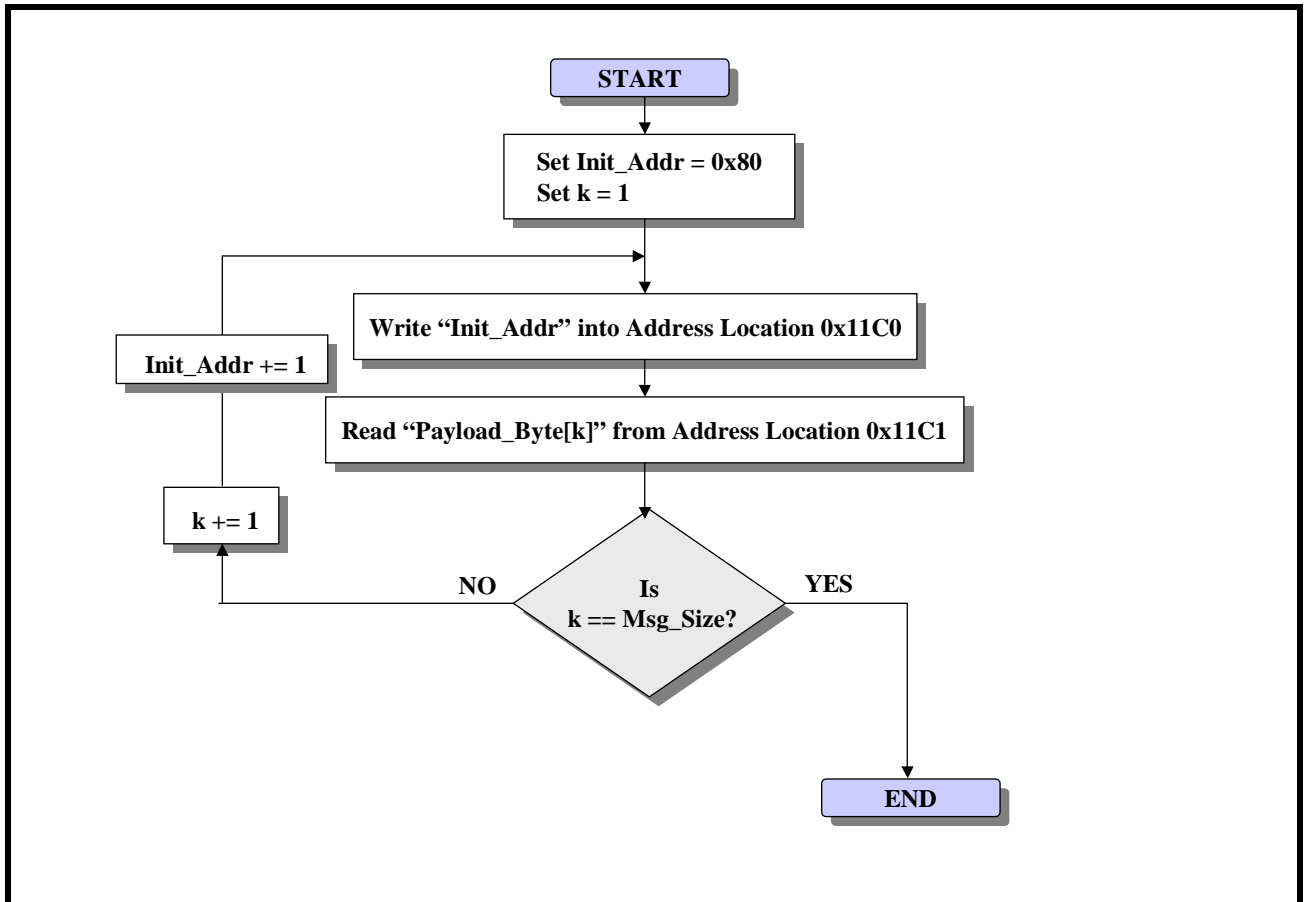 START
Set Init_Addr = 0x80
Set k = 1
Write “Init_Addr” into Address Location 0x11C0
Init_Addr += 1
Read “Payload_Byte[k]” from Address Location 0x11C1
k += 1
NO
Is
k == Msg_Size?
YES
END